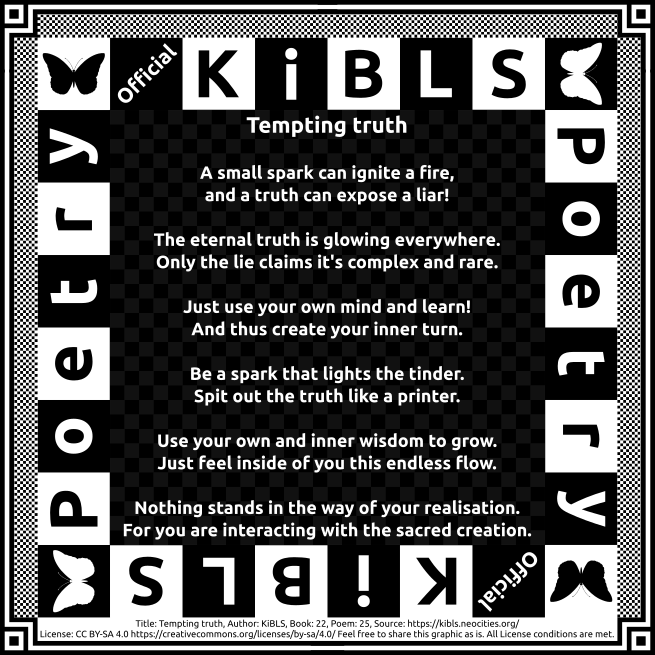 Official KiBLS
Poetry
Poetry
Tempting truth
A small spark can ignite a fire,
and a truth can expose a liar!
The eternal truth is glowing everywhere.
Only the lie claims it's complex and rare.
Just use your own mind and learn!
And thus create your inner turn.
Be a spark that lights the tinder.
Spit out the truth like a printer.
Use your own and inner wisdom to grow.
Just feel inside of you this endless flow.
Nothing stands in the way of your realisation.
For you are interacting with the sacred creation.
Official KiBLS
Title: Tempting truth, Author: KiBLS, Book: 22, Poem: 25, Source: https://kibls.neocities.org/
License: CC BY-SA 4.0 https://creativecommons.org/licenses/by-sa/4.0/ Feel free to share this graphic as is. All License conditions are met.